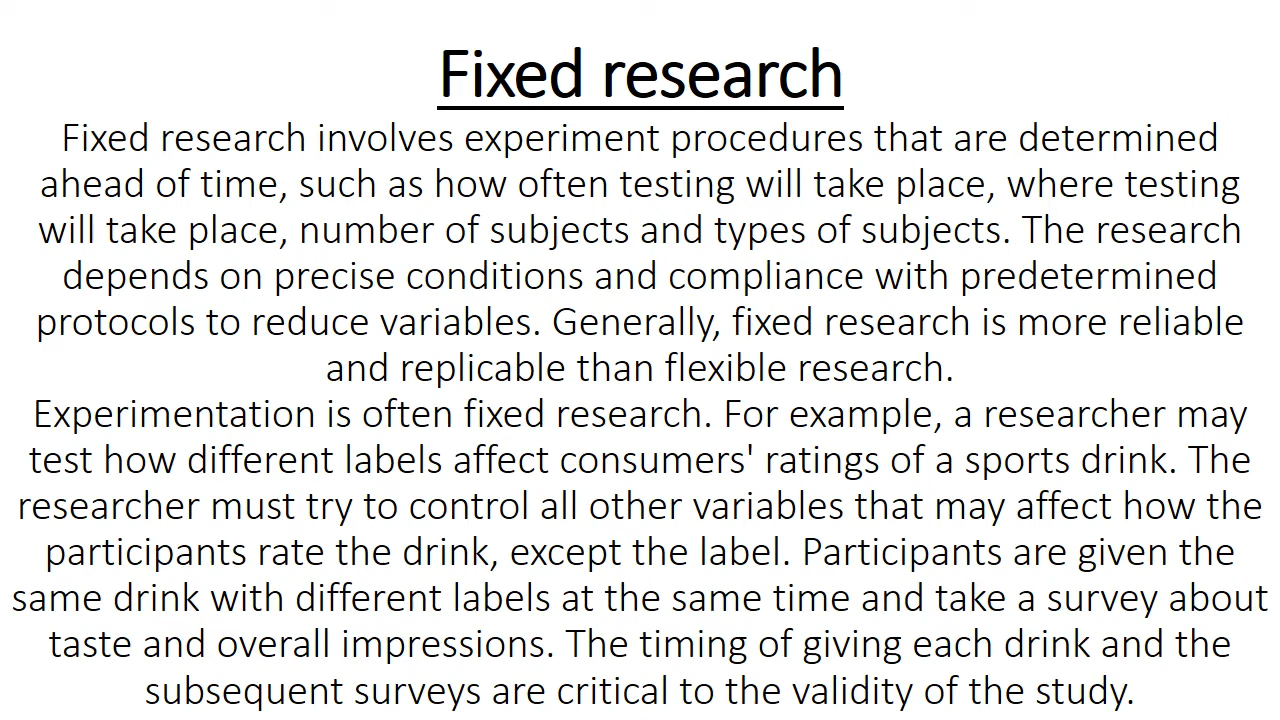 Fixed research
Fixed research involves experiment procedures that are determined
ahead of time, such as how often testing will take place, where testing
will take place, number of subjects and types of subjects. The research
depends on precise conditions and compliance with predetermined
protocols to reduce variables. Generally, fixed research is more reliable
and replicable than flexible research.
Experimentation is often fixed research. For example, a researcher may
test how different labels affect consumers' ratings of a sports drink. The
researcher must try to control all other variables that may affect how the
participants rate the drink, except the label. Participants are given the
same drink with different labels at the same time and take a survey about
taste and overall impressions. The timing of giving each drink and the
subsequent surveys are critical to the validity of the study.